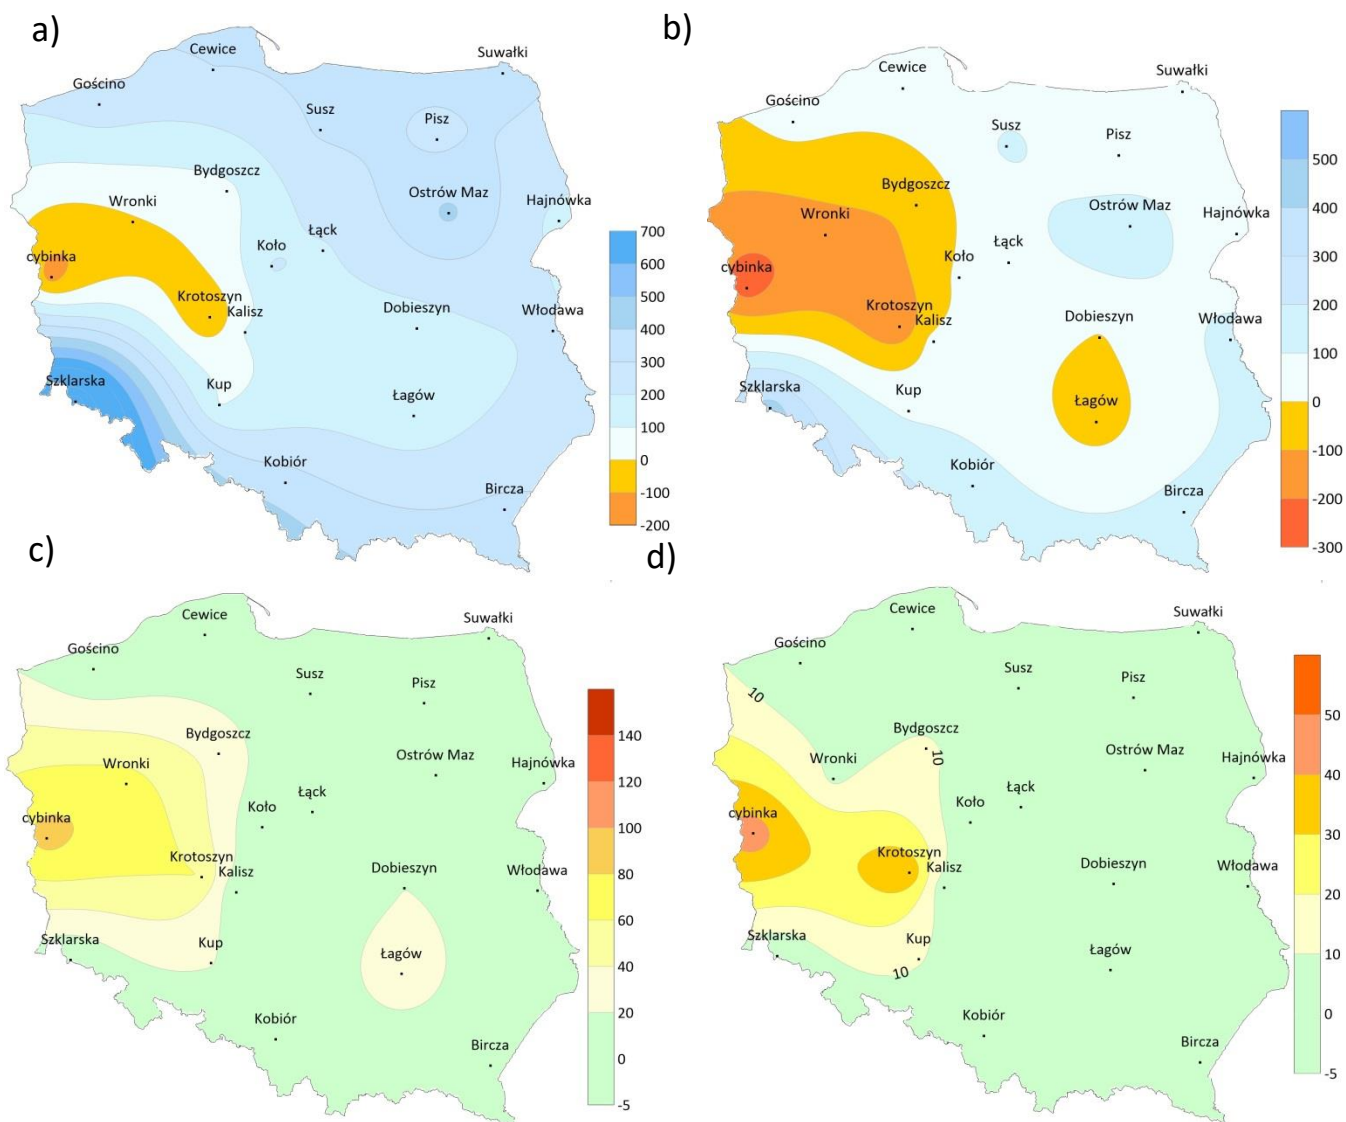 a)
Cewice
Suwałki
Gościno
Susz
Pisz
Bydgoszcz
Wronki
Ostrów Maz
Hajnówka
cybinka
Koło
Łąck
Krotoszyn
Kalisz
Dobieszyn
Włodawa
Szklarska
Kup
Łagów
Kobiór
Bircza
700
600
500
400
300
200
100
0
-100
-200
b)
Cewice
Suwałki
Gościno
Susz
Pisz
Bydgoszcz
Wronki
Ostrów Maz
Hajnówka
cybinka
Koło
Łąck
Krotoszyn
Kalisz
Dobieszyn
Włodawa
Szklarska
Kup
Łagów
Kobiór
Bircza
500
400
300
200
100
0
-100
-200
-300
c)
Cewice
Suwałki
Gościno
Susz
Pisz
Bydgoszcz
Wronki
Ostrów Maz
Hajnówka
cybinka
Koło
Łąck
Krotoszyn
Kalisz
Dobieszyn
Włodawa
Szklarska
Kup
Łagów
Kobiór
Bircza
140
120
100
80
60
40
20
0
-5
d)
Cewice
Suwałki
Gościno
Susz
Pisz
10
Bydgoszcz
10
Wronki
Ostrów Maz
Hajnówka
cybinka
Koło
Łąck
Krotoszyn
Kalisz
Dobieszyn
Włodawa
Szklarska
Kup
10
Łagów
Kobiór
Bircza
50
40
30
20
10
0
-5